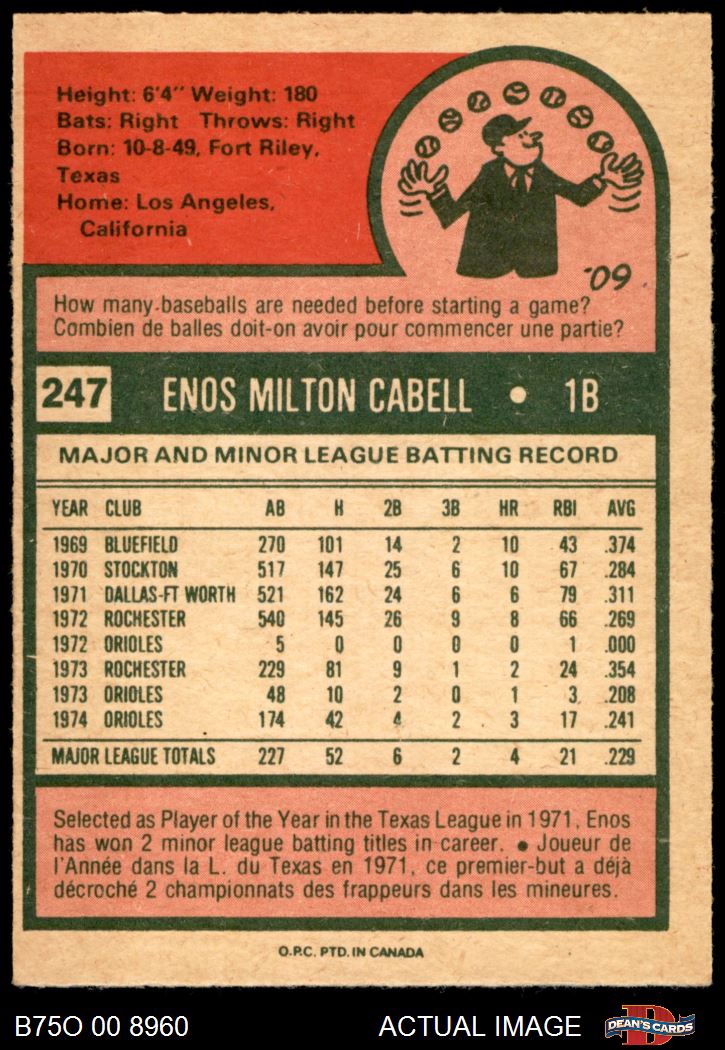 Height: 6'4" Weight: 180
Bats: Right Throws: Right
Born: 10-8-49, Fort Riley,
Texas
Home: Los Angeles,
California
'09
How many baseballs are needed before starting a game?
Combien de balles doit-on avoir pour commencer une partie?
247 ENOS MILTON CABELL • 1B
MAJOR AND MINOR LEAGUE BATTING RECORD
YEAR CLUB AB H 2B 3B HR RBI AVG
1969 BLUEFIELD 270 101 14 2 10 43 .374
1970 STOCKTON 517 147 25 6 10 67 .284
1971 DALLAS-FT WORTH 521 162 24 6 6 79 .311
1972 ROCHESTER 540 145 26 9 8 66 .269
1972 ORIOLES 5 0 0 0 0 1 .000
1973 ROCHESTER 229 81 9 1 2 24 .354
1973 ORIOLES 48 10 2 0 1 3 .208
1974 ORIOLES 174 42 4 2 3 17 .241
MAJOR LEAGUE TOTALS 227 52 6 2 4 21 .229
Selected as Player of the Year in the Texas League in 1971, Enos
has won 2 minor league batting titles in career. • Joueur de
l'Année dans la L. du Texas en 1971, ce premier-but a déjà
décroché 2 championnats des frappeurs dans les mineures.
O.P.C. PTD. IN CANADA
B75O 00 8960 ACTUAL IMAGE
D
DEAN'S CARDS